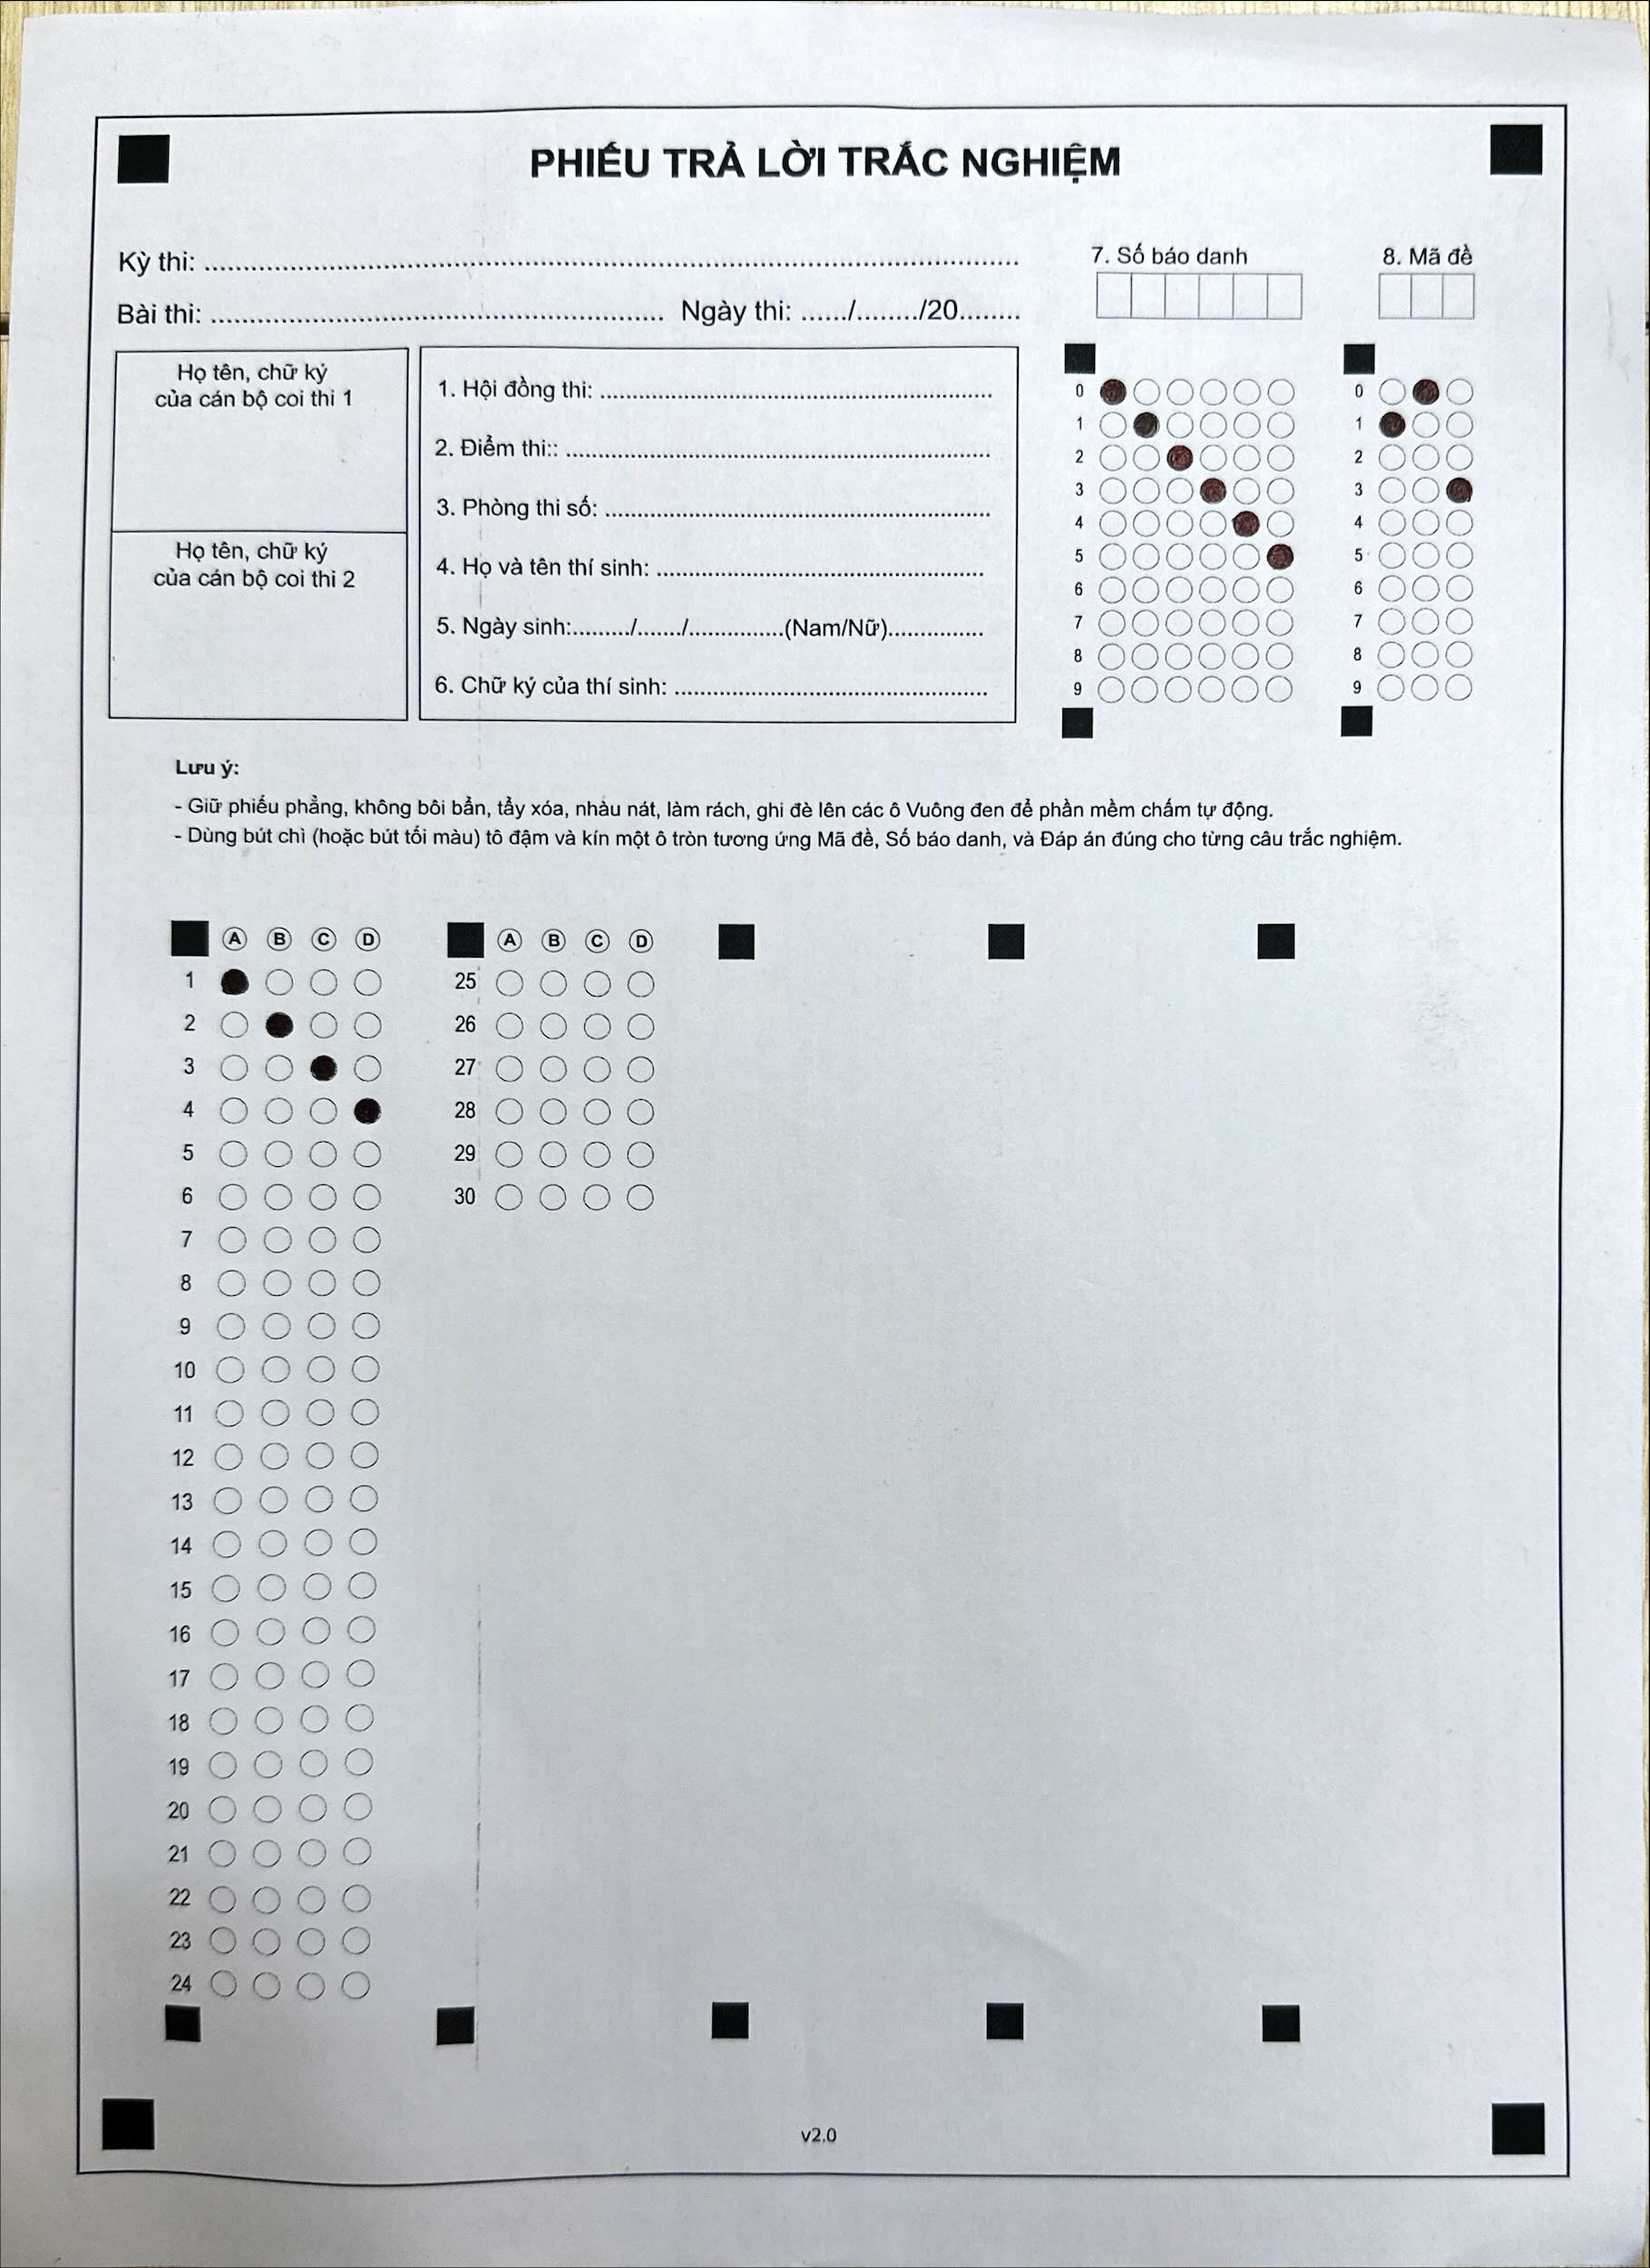 PHIẾU TRẢ LỜI TRẮC NGHIỆM
Kỳ thi: ........................................................................
Bài thi: ........................................ Ngày thi: ....../......../20........
7. Số báo danh
8. Mã đề
Họ tên, chữ ký
của cán bộ coi thi 1
Họ tên, chữ ký
của cán bộ coi thi 2
1. Hội đồng thi: ........................................
2. Điểm thi:: ........................................
3. Phòng thi số: ........................................
4. Họ và tên thí sinh: ........................................
5. Ngày sinh:........./......./...............(Nam/Nữ)...............
6. Chữ ký của thí sinh: ........................................
0
1
2
3
4
5
6
7
8
9
0
1
2
3
4
5
6
7
8
9
Lưu ý:
- Giữ phiếu phẳng, không bôi bẩn, tẩy xóa, nhàu nát, làm rách, ghi đè lên các ô Vuông đen để phần mềm chấm tự động.
- Dùng bút chì (hoặc bút tối màu) tô đậm và kín một ô tròn tương ứng Mã đề, Số báo danh, và Đáp án đúng cho từng câu trắc nghiệm.
A B C D
1
2
3
4
5
6
7
8
9
10
11
12
13
14
15
16
17
18
19
20
21
22
23
24
A B C D
25
26
27
28
29
30
v2.0